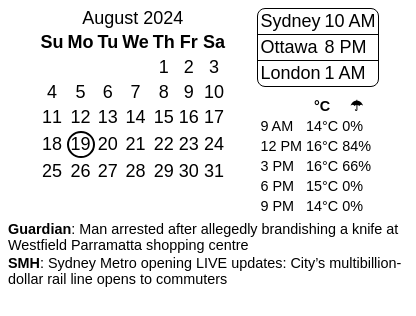 August 2024
Su Mo Tu We Th Fr Sa
1 2 3
4 5 6 7 8 9 10
11 12 13 14 15 16 17
18 19 20 21 22 23 24
25 26 27 28 29 30 31
Sydney 10 AM
Ottawa 8 PM
London 1 AM
°C ☂
9 AM 14°C 0%
12 PM 16°C 84%
3 PM 16°C 66%
6 PM 15°C 0%
9 PM 14°C 0%
Guardian: Man arrested after allegedly brandishing a knife at
Westfield Parramatta shopping centre
SMH: Sydney Metro opening LIVE updates: City’s multibillion-
dollar rail line opens to commuters